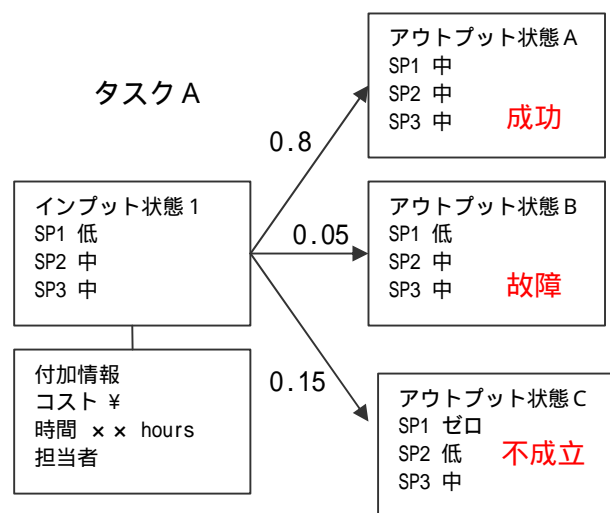 タスクA
アウトプット状態A
SP1 中
SP2 中
SP3 中
成功
0.8
インプット状態1
SP1 低
SP2 中
SP3 中
0.05
アウトプット状態B
SP1 低
SP2 中
SP3 中
故障
付加情報
コスト ¥
時間 ×× hours
担当者
0.15
アウトプット状態C
SP1 ゼロ
SP2 低
SP3 中
不成立